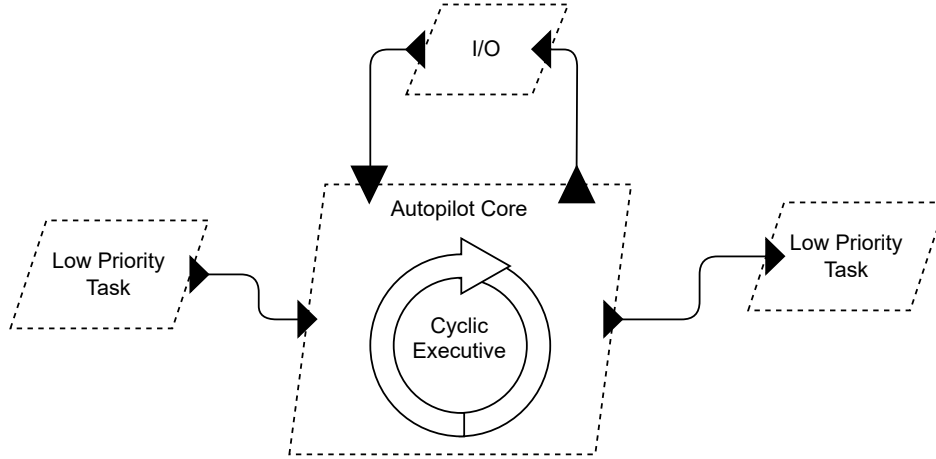 I/O
Autopilot Core
Low Priority
Task
Low Priority
Task
Cyclic
Executive